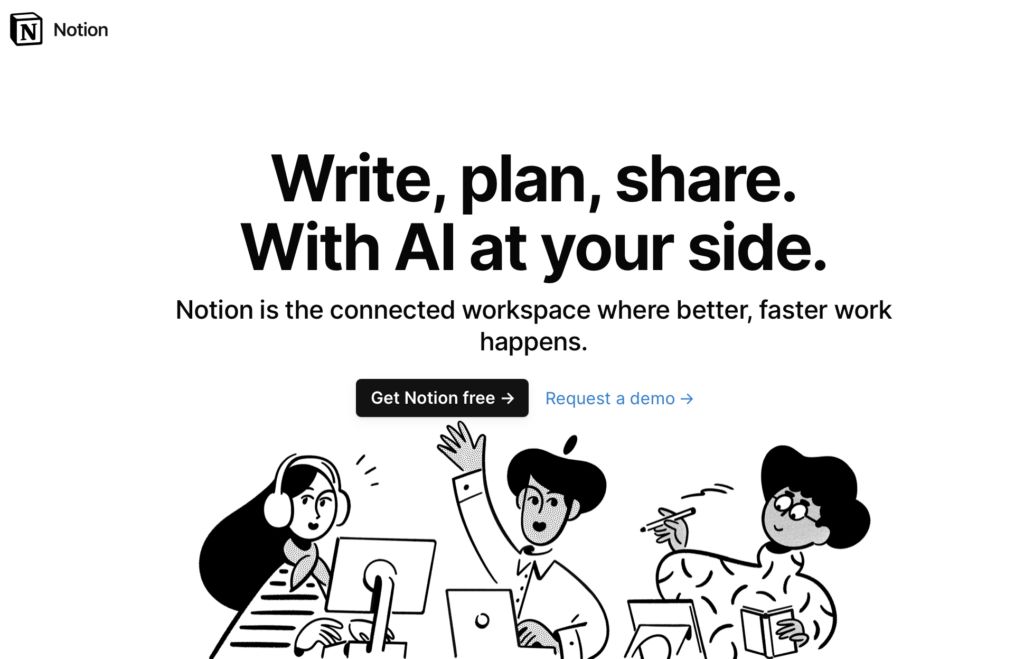 Notion
Write, plan, share.
With AI at your side.
Notion is the connected workspace where better, faster work
happens.
Get Notion free →
Request a demo →